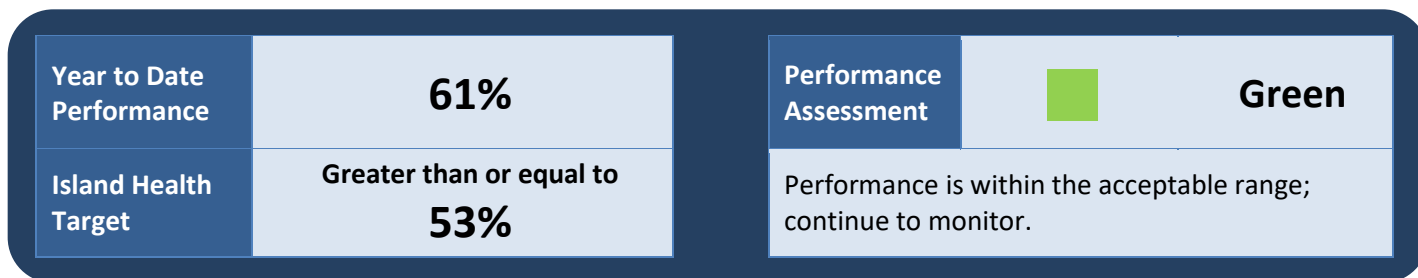 Year to Date
Performance
61%
Island Health
Target
Greater than or equal to
53%
Performance
Assessment
Green
Performance is within the acceptable range;
continue to monitor.